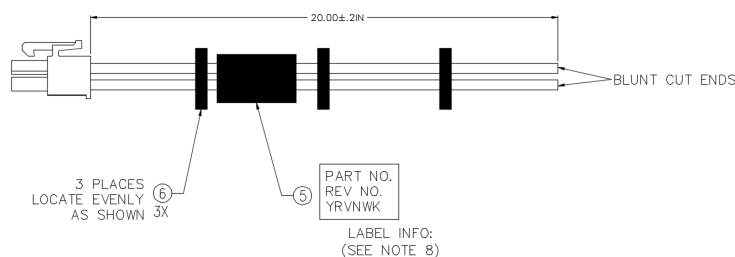 20.00±.2IN
BLUNT CUT ENDS
3 PLACES
LOCATE EVENLY
AS SHOWN
6
3X
5
PART NO.
REV NO.
YRVNWK
LABEL INFO:
(SEE NOTE 8)